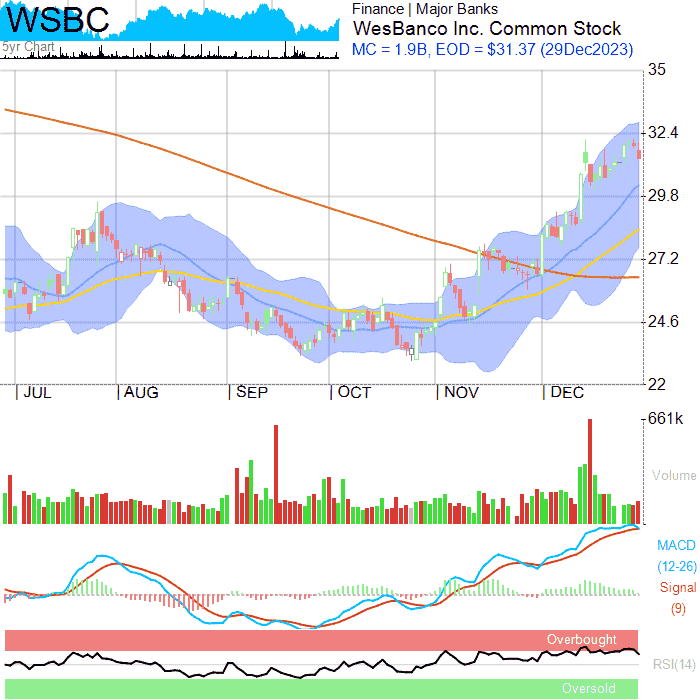 WSBC
5yr Chart
Finance | Major Banks
WesBanco Inc. Common Stock
MC = 1.9B, EOD = $31.37 (29Dec2023)
35
32.4
29.8
27.2
24.6
22
JUL AUG SEP OCT NOV DEC
661k
Volume
MACD
(12-26)
Signal
(9)
Overbought
RSI(14)
Oversold